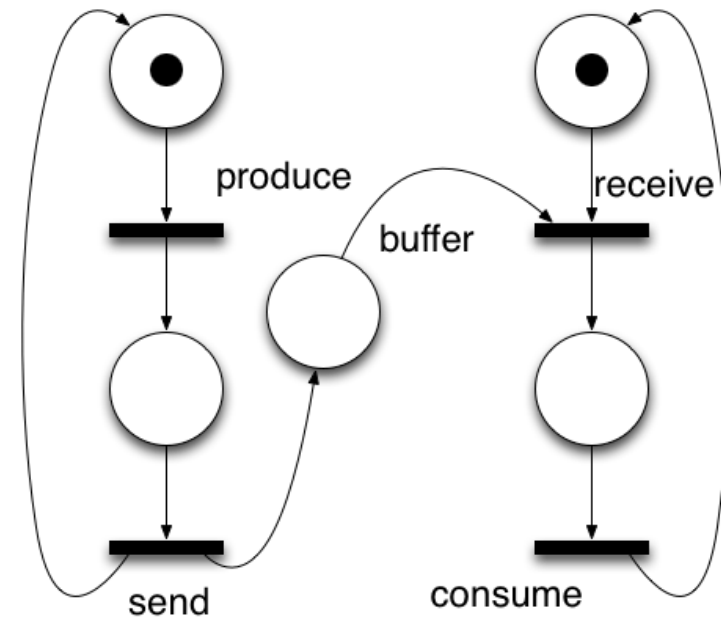 produce
receive
buffer
send
consume